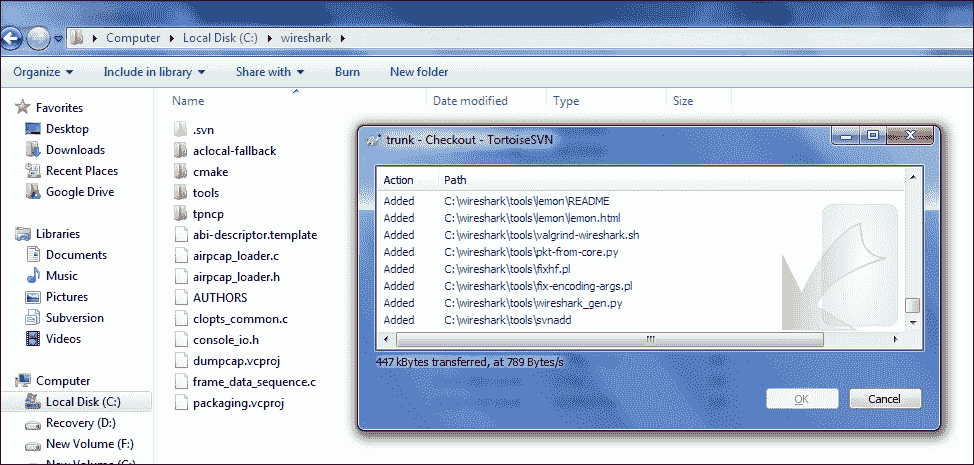 Computer ▸ Local Disk (C:) ▸ wireshark ▸
Organize Include in library Share with Burn New folder
Favorites
Desktop
Downloads
Recent Places
Google Drive
Libraries
Documents
Music
Pictures
Subversion
Videos
Computer
Local Disk (C:)
Recovery (D:)
New Volume (F:)
New Volume (G:)
Name Date modified Type Size
.svn
aclocal-fallback
cmake
tools
tpncp
abi-descriptor.template
airpcap_loader.c
airpcap_loader.h
AUTHORS
clopts_common.c
console_io.h
dumpcap.vcproj
frame_data_sequence.c
packaging.vcproj
trunk - Checkout - TortoiseSVN
Action Path
Added C:\wireshark\tools\lemon\README
Added C:\wireshark\tools\lemon\lemon.html
Added C:\wireshark\tools\valgrind-wireshark.sh
Added C:\wireshark\tools\pkt-from-core.py
Added C:\wireshark\tools\fixhf.pl
Added C:\wireshark\tools\fix-encoding-args.pl
Added C:\wireshark\tools\wireshark_gen.py
Added C:\wireshark\tools\svnadd
447 kBytes transferred, at 789 Bytes/s
OK Cancel